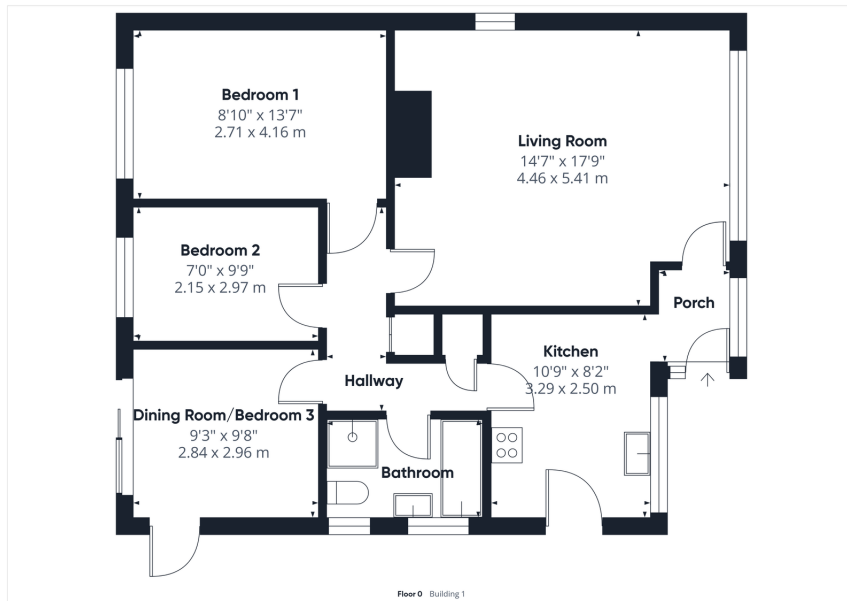 Bedroom 1
8'10" x 13'7"
2.71 x 4.16 m
Living Room
14'7" x 17'9"
4.46 x 5.41 m
Bedroom 2
7'0" x 9'9"
2.15 x 2.97 m
Porch
Kitchen
10'9" x 8'2"
3.29 x 2.50 m
Hallway
Dining Room/Bedroom 3
9'3" x 9'8"
2.84 x 2.96 m
Bathroom
Floor 0 Building 1